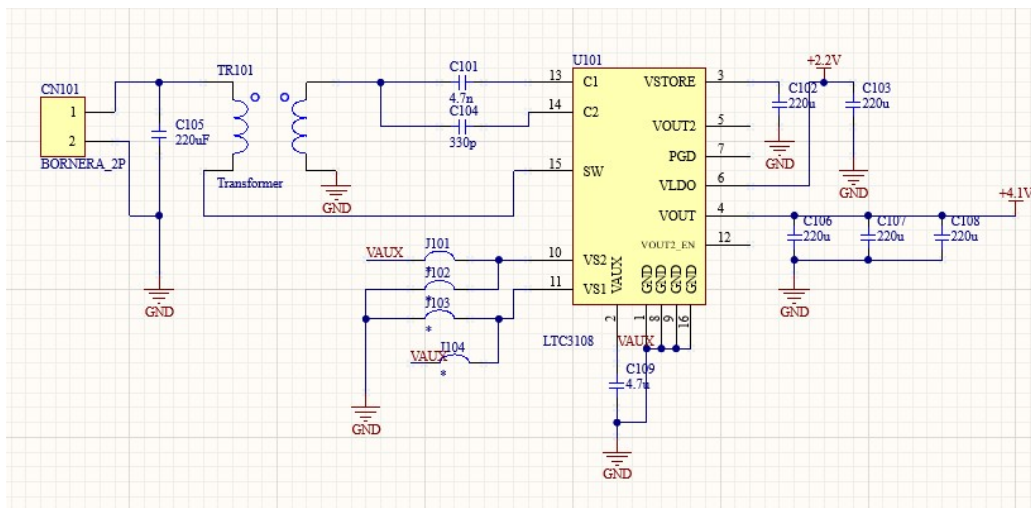 CN101
1
2
BORNERA_2P
C105
220uF
GND
TR101
Transformer
GND
C101
4.7n
C104
330p
13
14
15
10
11
U101
C1
C2
SW
VS2
VS1
VSTORE
VOUT2
PGD
VLDO
VOUT
VOUT2_EN
VAUX
GND
GND
GND
GND
3
5
7
6
4
12
2
1
8
9
16
LTC3108
VAUX
J101
*
J102
*
J103
*
VAUX
J104
*
GND
VAUX
C109
4.7u
GND
C102
220u
GND
+2.2V
C103
220u
GND
+4.1V
C106
220u
C107
220u
C108
220u
GND